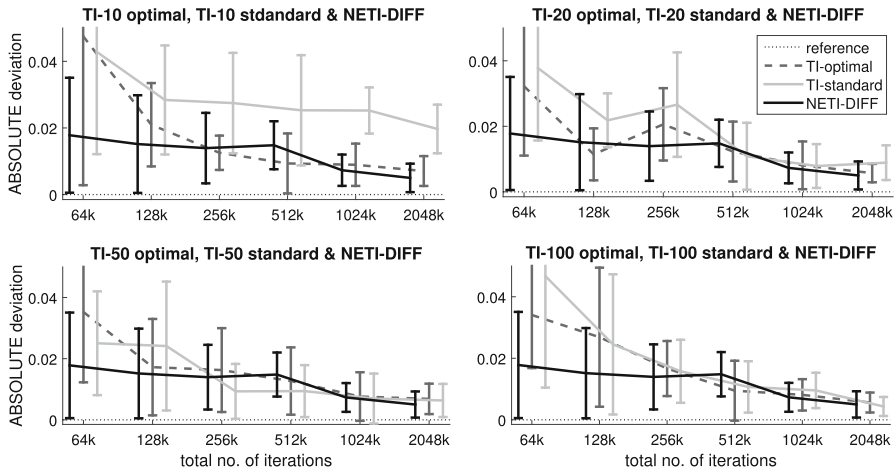 TI-10 optimal, TI-10 stdandard & NETI-DIFF
ABSOLUTE deviation
0.04
0.02
0
64k 128k 256k 512k 1024k 2048k
TI-20 optimal, TI-20 standard & NETI-DIFF
reference
TI-optimal
TI-standard
NETI-DIFF
0.04
0.02
0
64k 128k 256k 512k 1024k 2048k
TI-50 optimal, TI-50 standard & NETI-DIFF
ABSOLUTE deviation
0.04
0.02
0
64k 128k 256k 512k 1024k 2048k
total no. of iterations
TI-100 optimal, TI-100 standard & NETI-DIFF
0.04
0.02
0
64k 128k 256k 512k 1024k 2048k
total no. of iterations